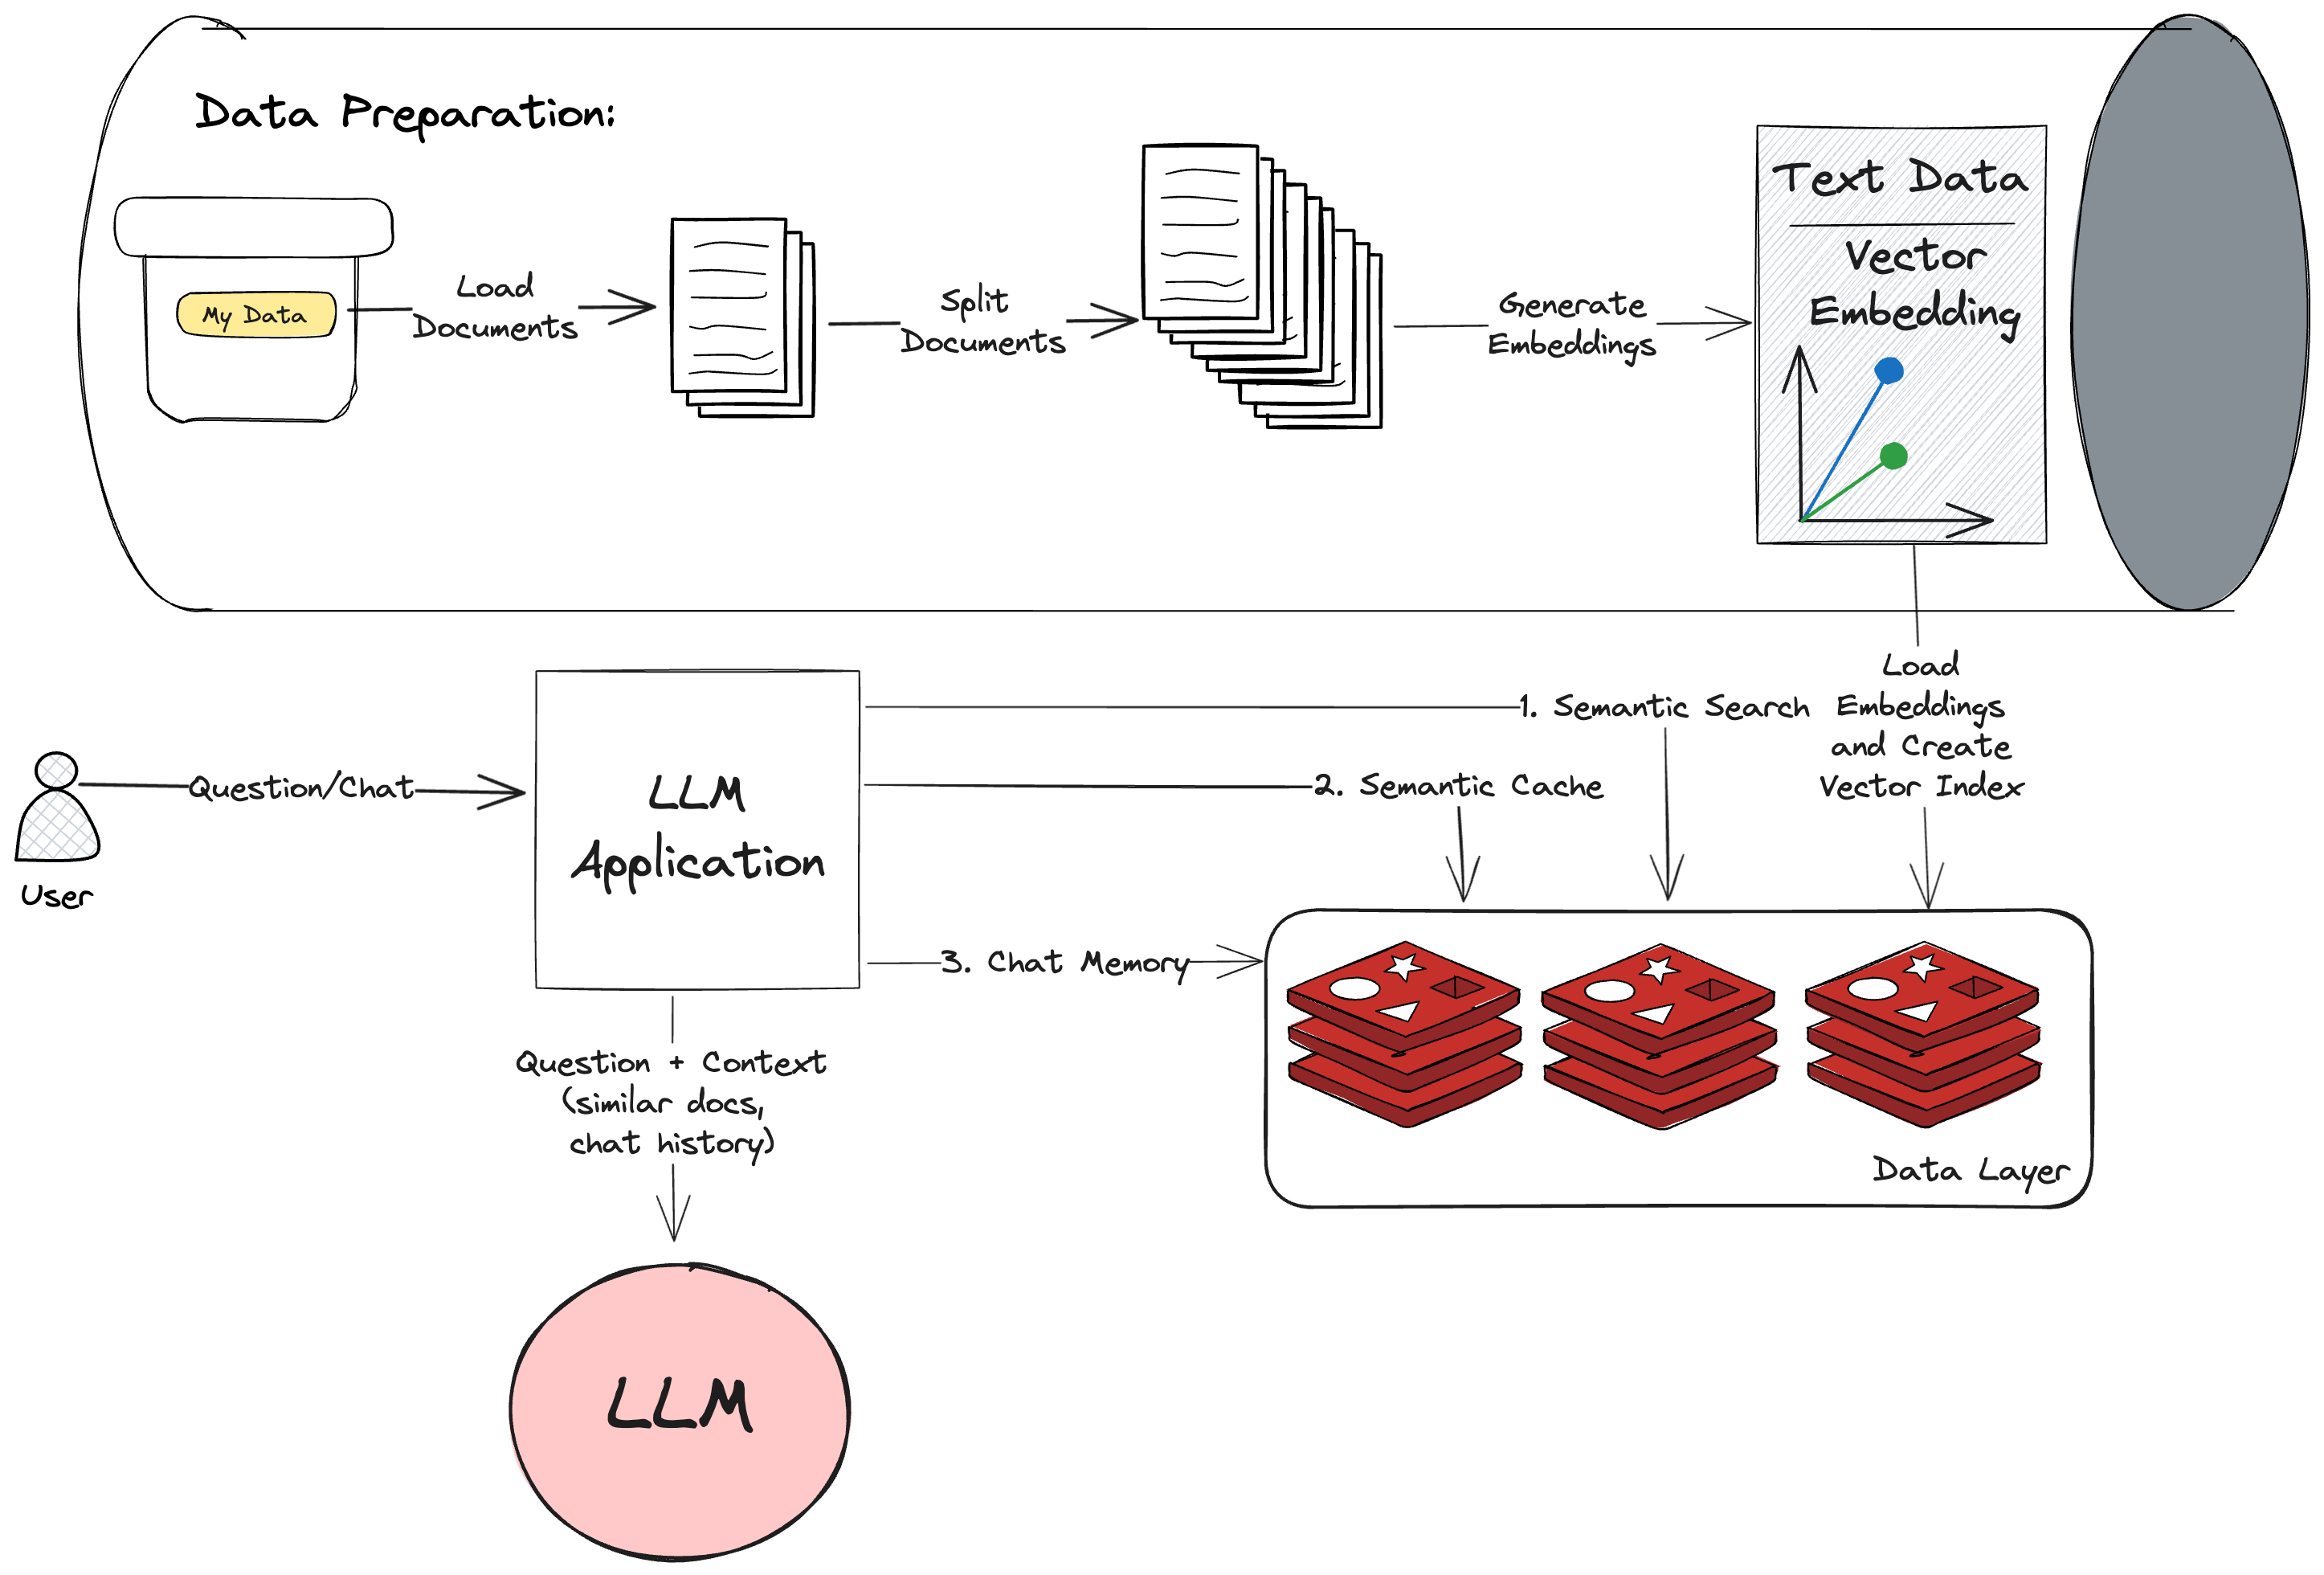 Data Preparation:
My Data
Load
Documents
Split
Documents
Generate
Embeddings
Text Data
Vector
Embedding
Load
Embeddings
and Create
Vector Index
1. Semantic Search
2. Semantic Cache
3. Chat Memory
User
Question/Chat
LLM
Application
Question + Context
(similar docs,
chat history)
LLM
Data Layer